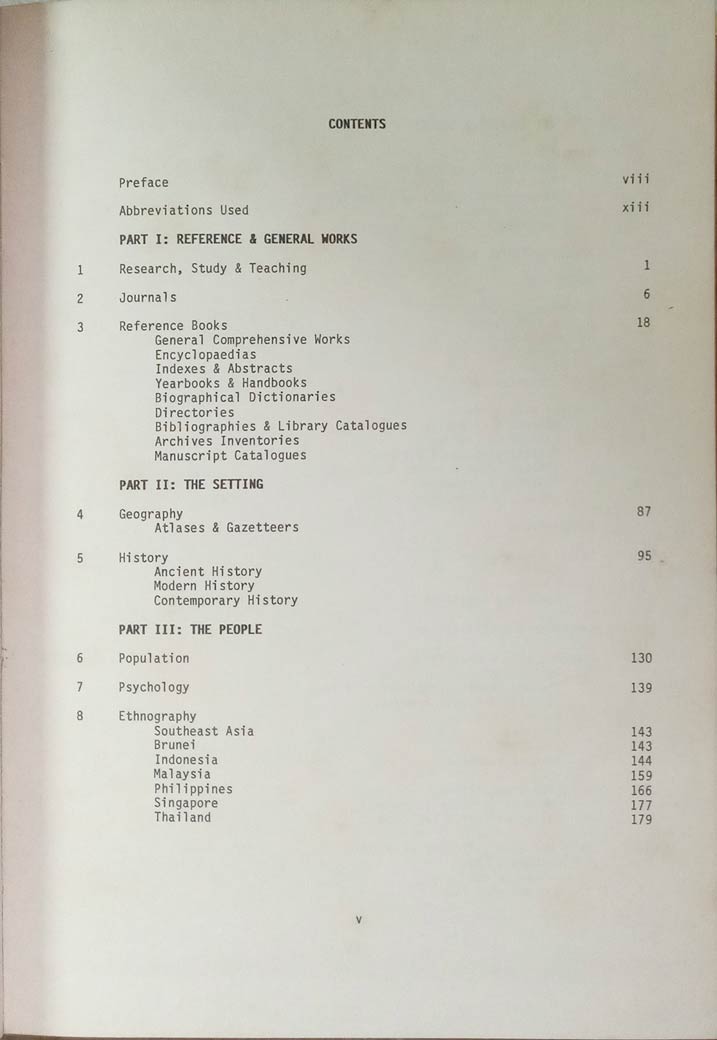 CONTENTS
Preface viii
Abbreviations Used xiii
PART I: REFERENCE & GENERAL WORKS
1 Research, Study & Teaching 1
2 Journals 6
3 Reference Books 18
General Comprehensive Works
Encyclopaedias
Indexes & Abstracts
Yearbooks & Handbooks
Biographical Dictionaries
Directories
Bibliographies & Library Catalogues
Archives Inventories
Manuscript Catalogues
PART II: THE SETTING
4 Geography 87
Atlases & Gazetteers
5 History 95
Ancient History
Modern History
Contemporary History
PART III: THE PEOPLE
6 Population 130
7 Psychology 139
8 Ethnography
Southeast Asia 143
Brunei 143
Indonesia 144
Malaysia 159
Philippines 166
Singapore 177
Thailand 179
v